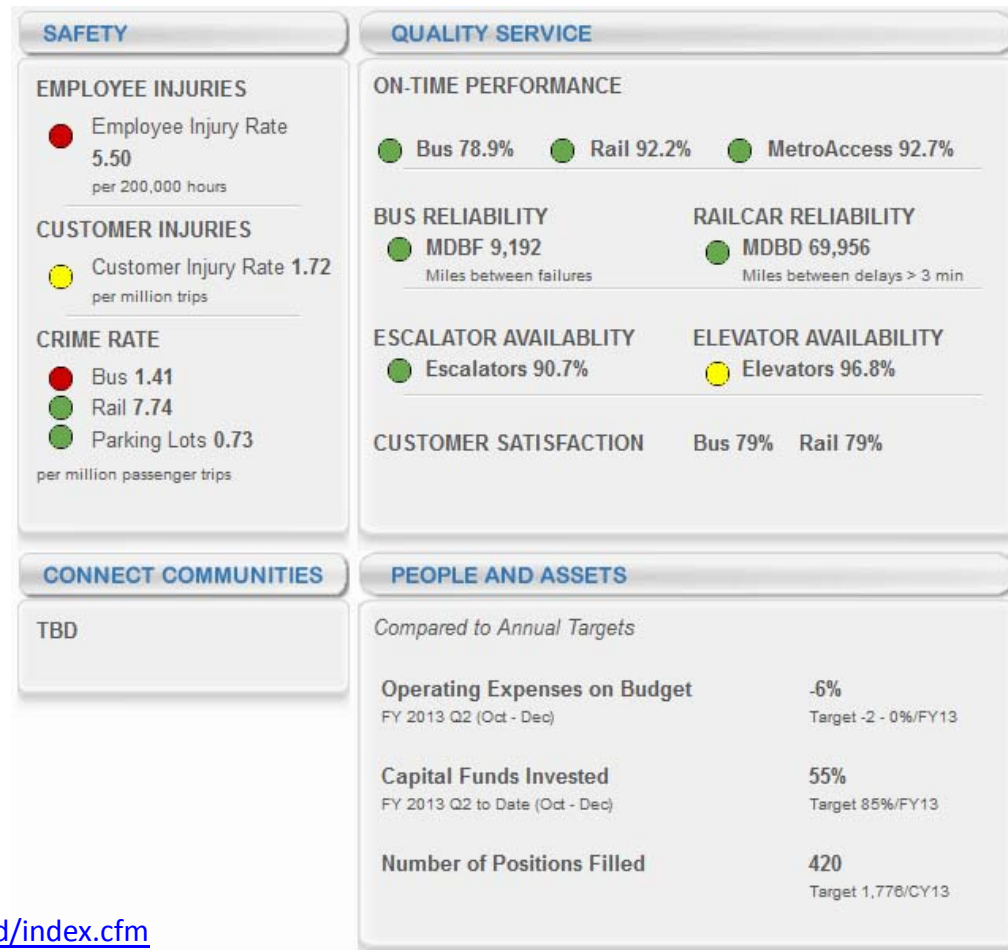 SAFETY
EMPLOYEE INJURIES
Employee Injury Rate
5.50
per 200,000 hours
CUSTOMER INJURIES
Customer Injury Rate 1.72
per million trips
CRIME RATE
Bus 1.41
Rail 7.74
Parking Lots 0.73
per million passenger trips
QUALITY SERVICE
ON-TIME PERFORMANCE
Bus 78.9% Rail 92.2% MetroAccess 92.7%
BUS RELIABILITY RAILCAR RELIABILITY
MDBF 9,192 MDBD 69,956
Miles between failures Miles between delays > 3 min
ESCALATOR AVAILABLITY ELEVATOR AVAILABILITY
Escalators 90.7% Elevators 96.8%
CUSTOMER SATISFACTION Bus 79% Rail 79%
CONNECT COMMUNITIES
TBD
PEOPLE AND ASSETS
Compared to Annual Targets
Operating Expenses on Budget -6%
FY 2013 Q2 (Oct - Dec) Target -2 - 0%/FY13
Capital Funds Invested 55%
FY 2013 Q2 to Date (Oct - Dec) Target 85%/FY13
Number of Positions Filled 420
Target 1,776/CY13
d/index.cfm